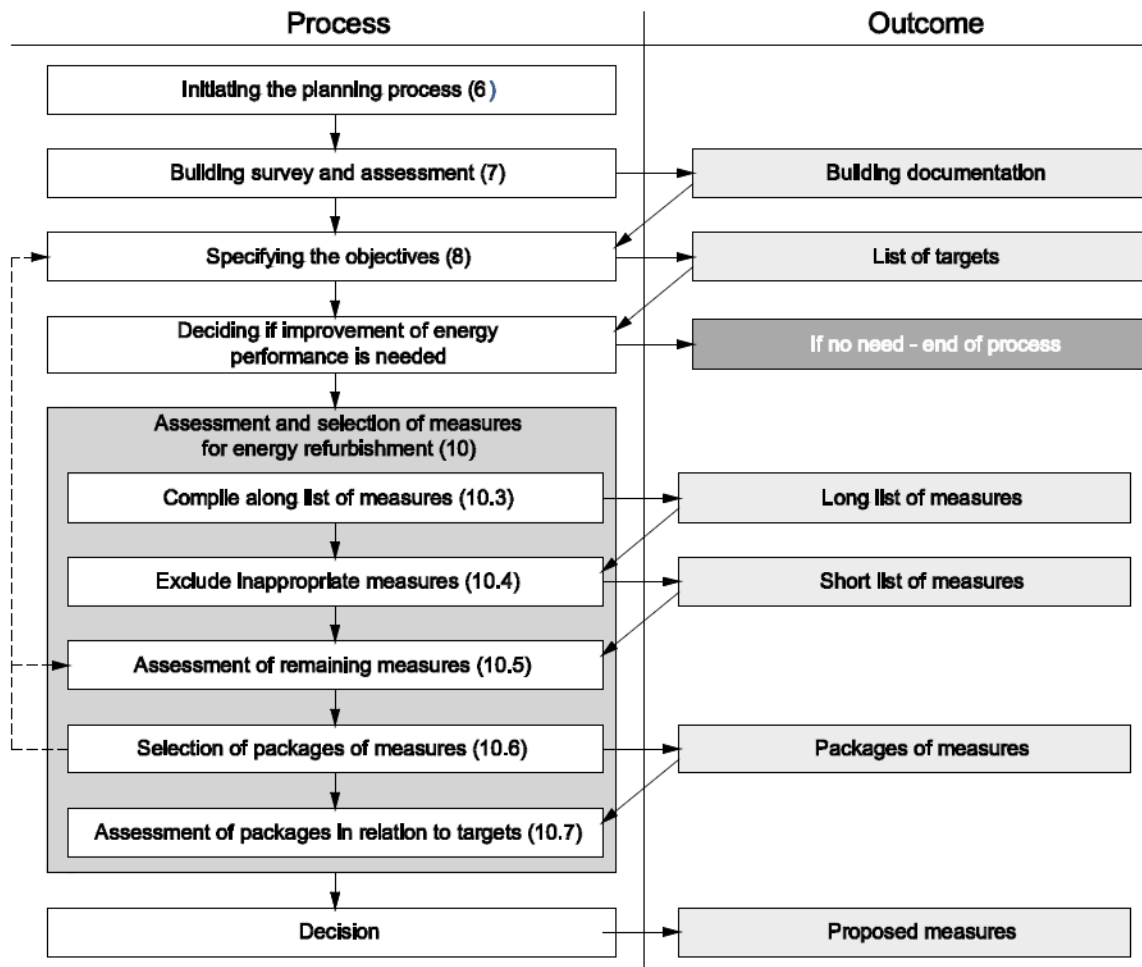 Process
Outcome
Initiating the planning process (6)
Building survey and assessment (7)
Building documentation
Specifying the objectives (8)
List of targets
Deciding if improvement of energy
performance is needed
If no need - end of process
Assessment and selection of measures
for energy refurbishment (10)
Compile along list of measures (10.3)
Long list of measures
Exclude inappropriate measures (10.4)
Short list of measures
Assessment of remaining measures (10.5)
Selection of packages of measures (10.6)
Packages of measures
Assessment of packages in relation to targets (10.7)
Decision
Proposed measures